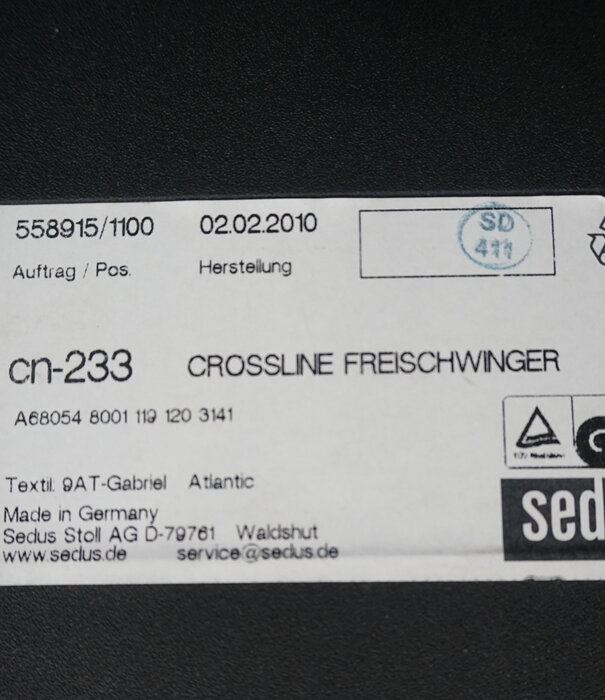 558915/1100 02.02.2010 SD
411
Auftrag / Pos. Herstellung
cn-233 CROSSLINE FREISCHWINGER
A68054 8001 119 120 3141
Textil. 9AT-Gabriel Atlantic
Made in Germany
Sedus Stoll AG D-79761 Waldshut
www.sedus.de service@sedus.de
sed